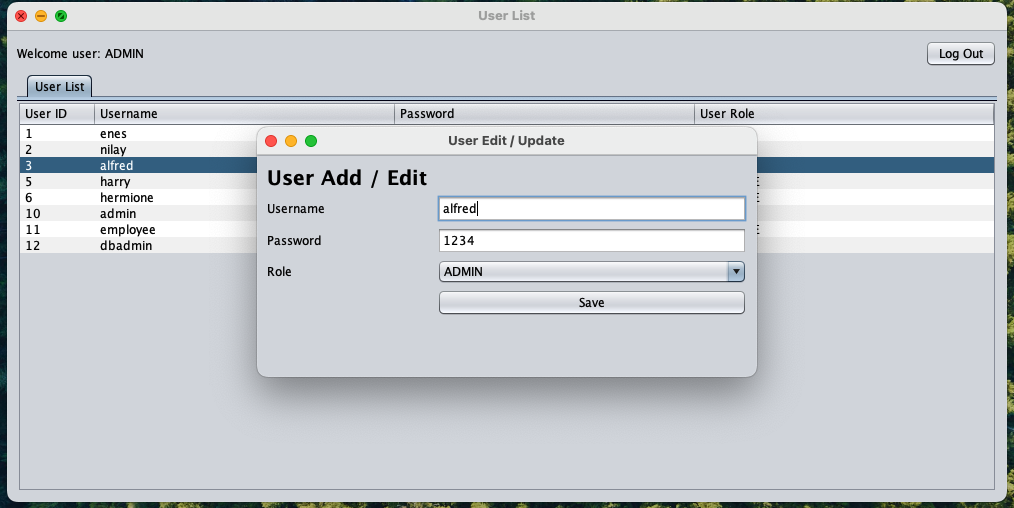 User List
Welcome user: ADMIN
Log Out
User List
User ID Username Password User Role
1 enes
2 nilay
3 alfred
5 harry
6 hermione
10 admin
11 employee
12 dbadmin
User Edit / Update
User Add / Edit
Username alfred
Password 1234
Role ADMIN
Save